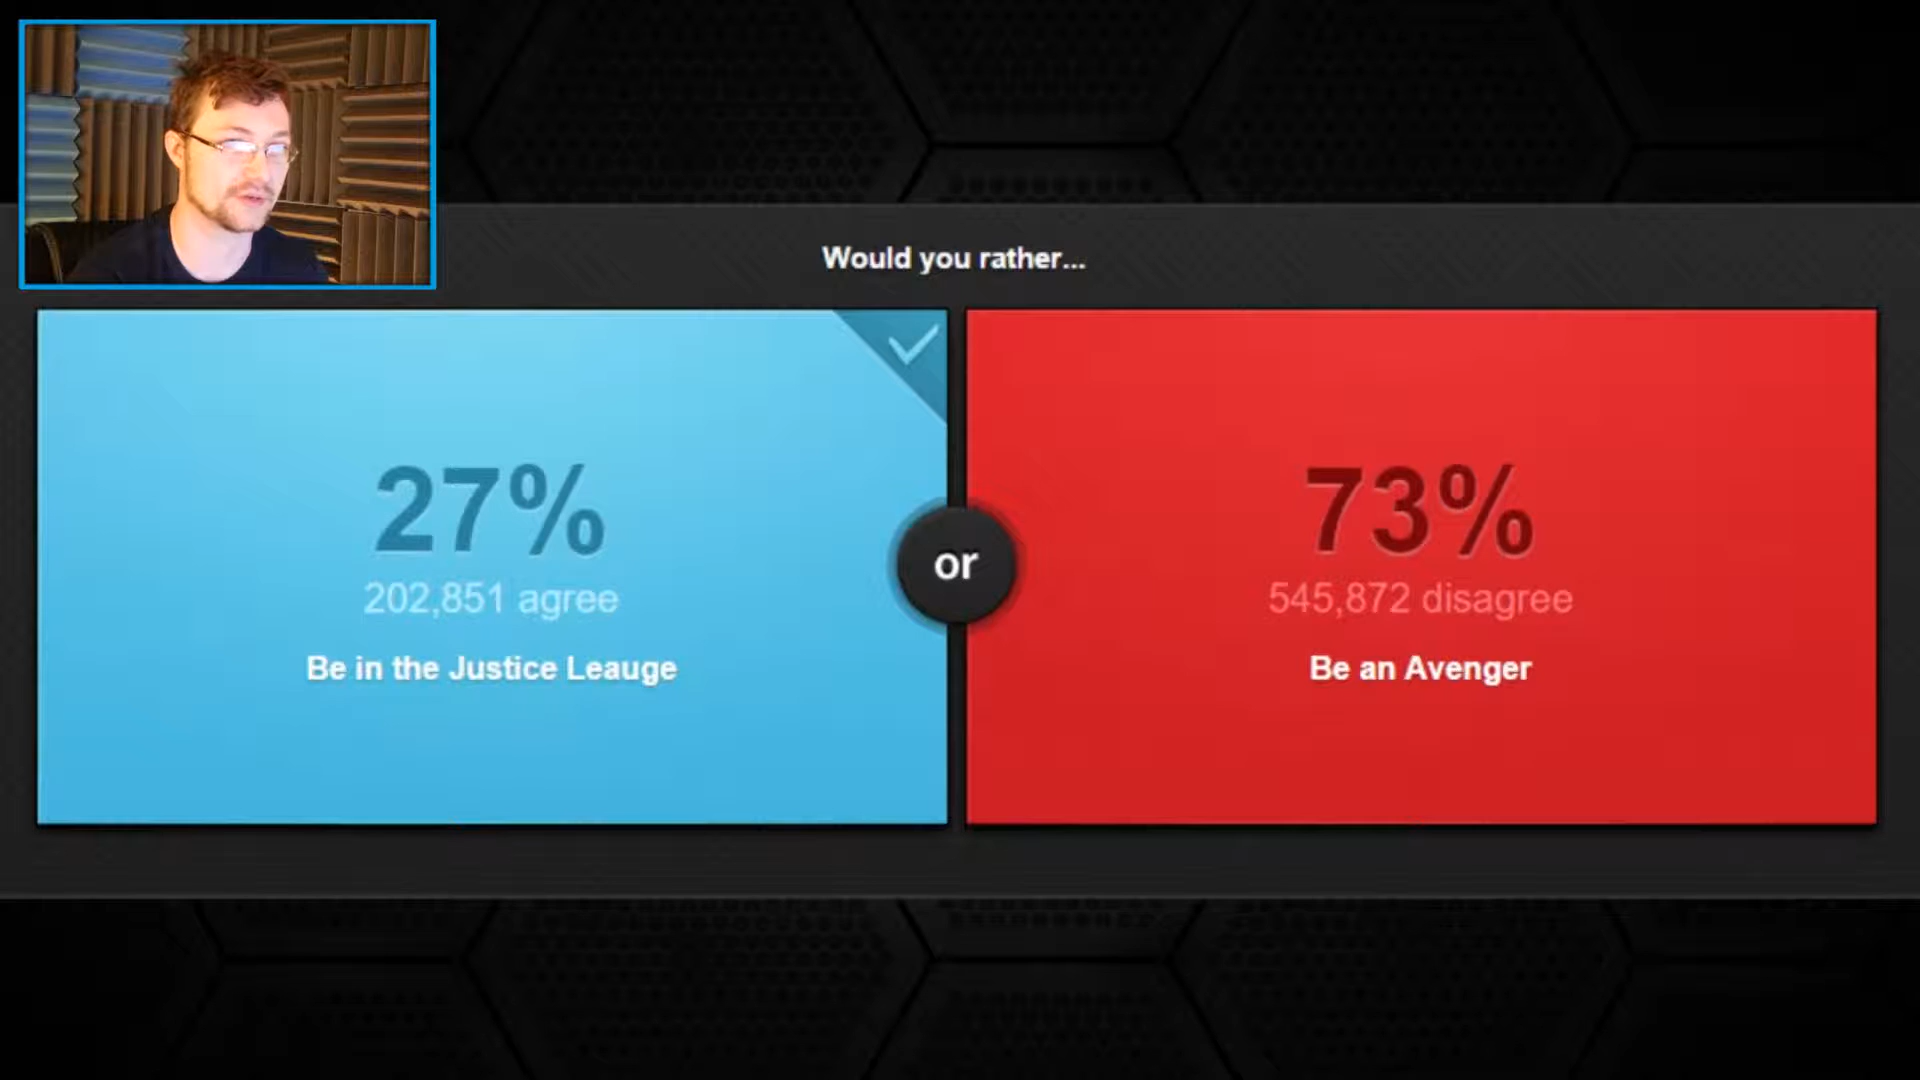 Would you rather...
27%
202,851 agree
Be in the Justice Leauge
or
73%
545,872 disagree
Be an Avenger